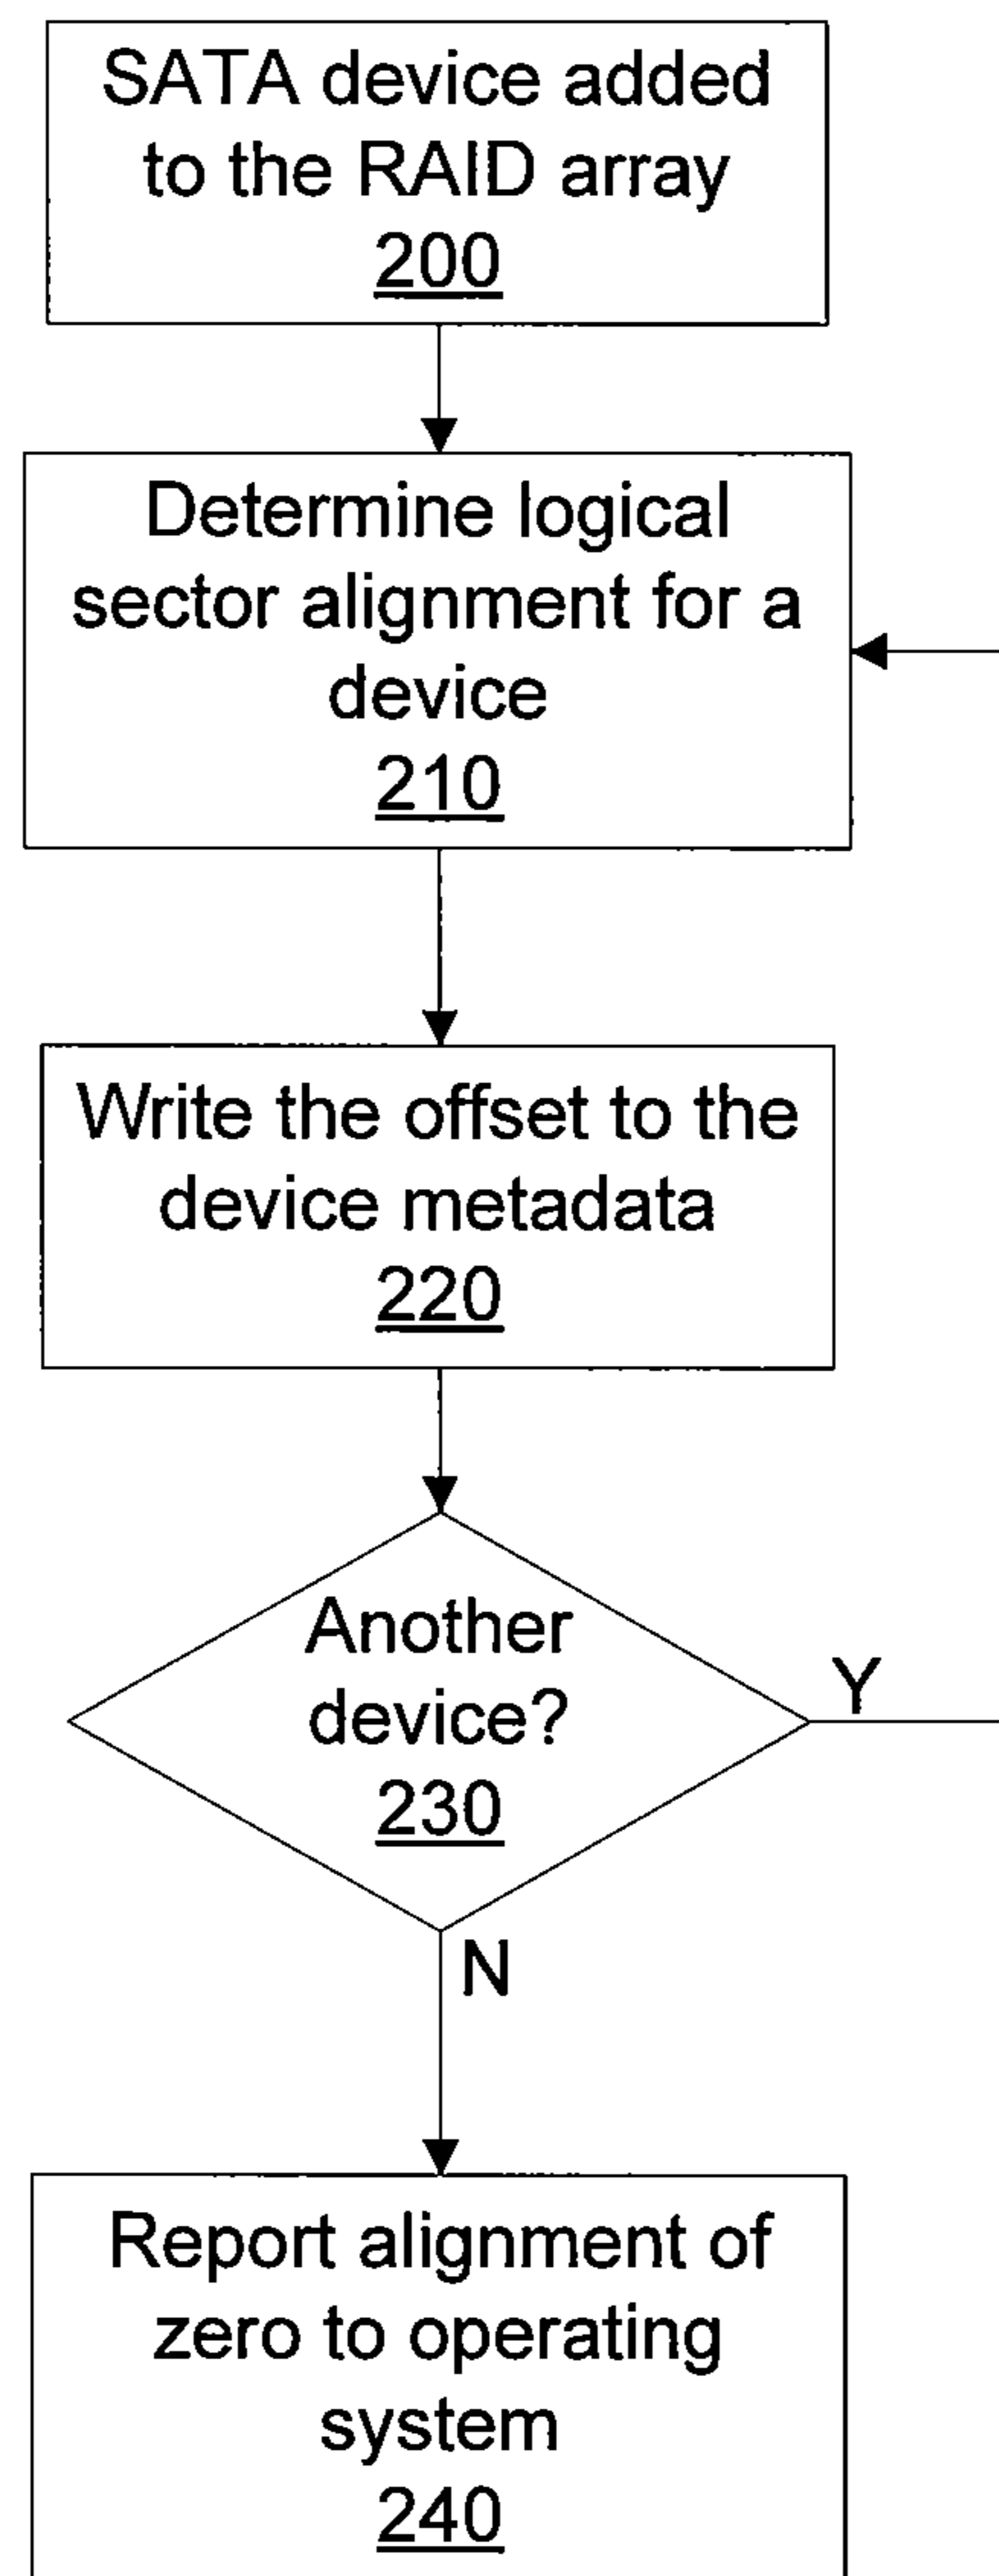 SATA device added
to the RAID array
200
Determine logical
sector alignment for a
device
210
Write the offset to the
device metadata
220
Another
device?
230
Y
N
Report alignment of
zero to operating
system
240